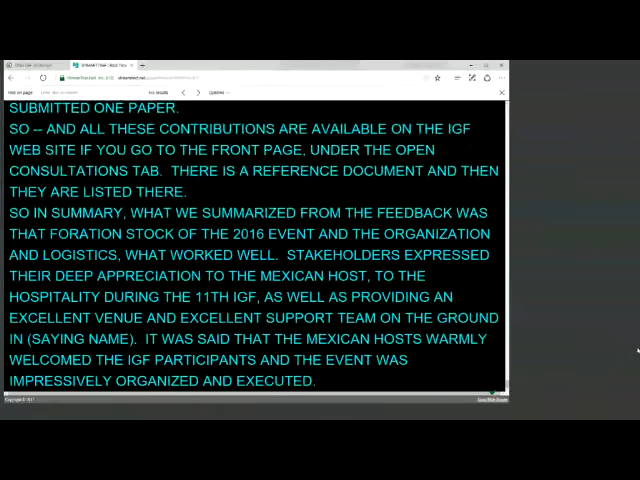 Find on page
No results
Options
SUBMITTED ONE PAPER.
SO -- AND ALL THESE CONTRIBUTIONS ARE AVAILABLE ON THE IGF
WEB SITE IF YOU GO TO THE FRONT PAGE, UNDER THE OPEN
CONSULTATIONS TAB.  THERE IS A REFERENCE DOCUMENT AND THEN
THEY ARE LISTED THERE.
SO IN SUMMARY, WHAT WE SUMMARIZED FROM THE FEEDBACK WAS
THAT FORATION STOCK OF THE 2016 EVENT AND THE ORGANIZATION
AND LOGISTICS, WHAT WORKED WELL.  STAKEHOLDERS EXPRESSED
THEIR DEEP APPRECIATION TO THE MEXICAN HOST, TO THE
HOSPITALITY DURING THE 11TH IGF, AS WELL AS PROVIDING AN
EXCELLENT VENUE AND EXCELLENT SUPPORT TEAM ON THE GROUND
IN (SAYING NAME).  IT WAS SAID THAT THE MEXICAN HOSTS WARMLY
WELCOMED THE IGF PARTICIPANTS AND THE EVENT WAS
IMPRESSIVELY ORGANIZED AND EXECUTED.